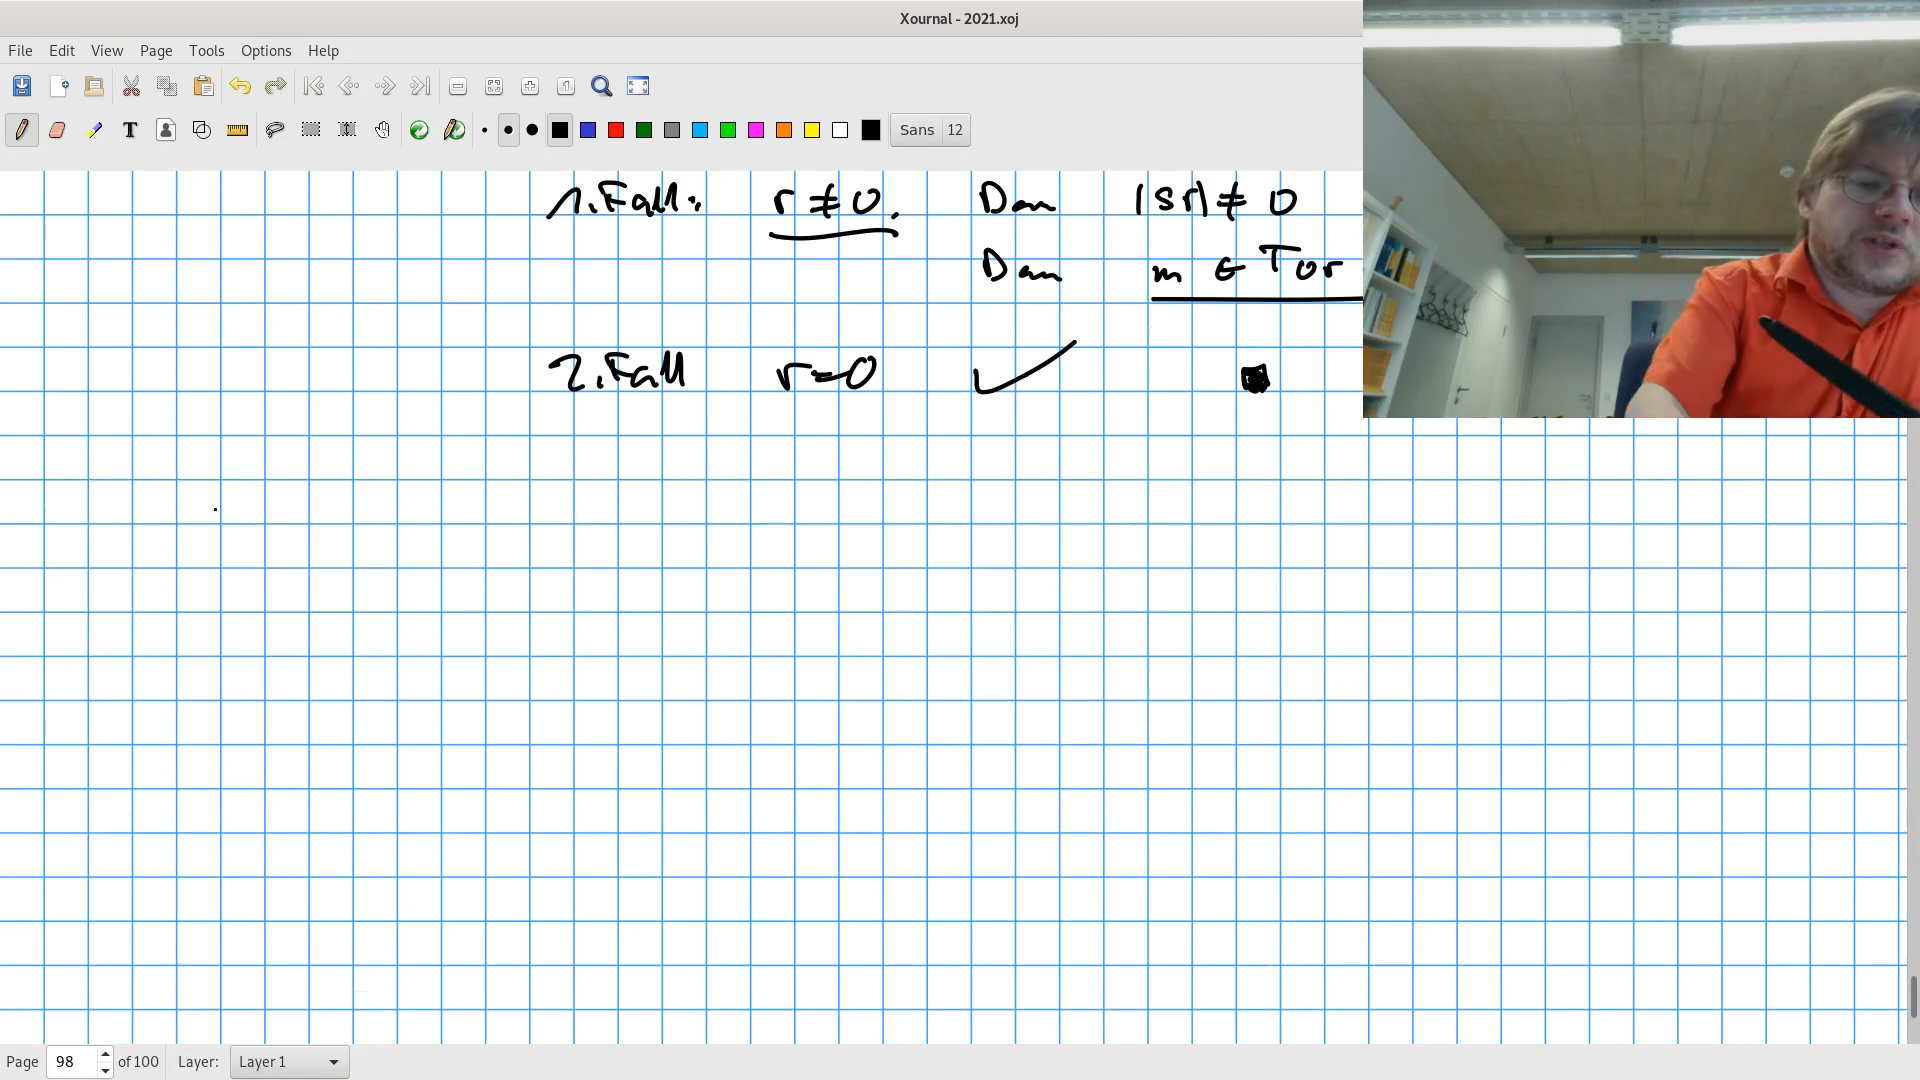 Xournal - 2021.xoj
File Edit View Page Tools Options Help
Sans 12
1. Fall: r ≠ 0. Dann |sr| ≠ 0
Dann m ∈ Tor
2. Fall r = 0 ✓ ■
Page 98 of 100 Layer: Layer 1